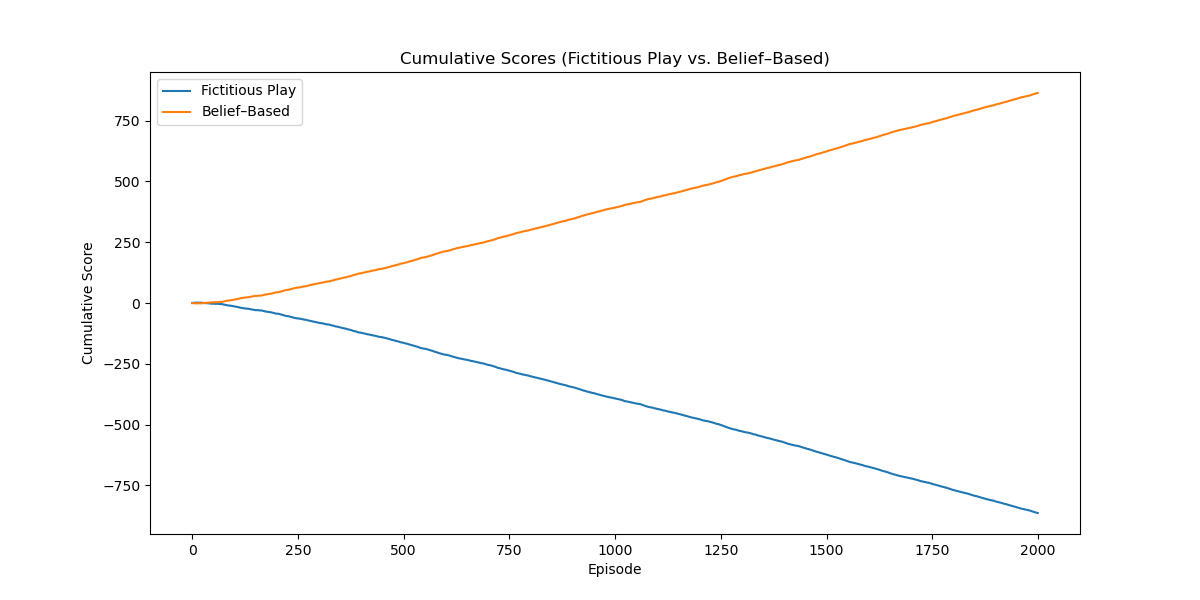 Cumulative Scores (Fictitious Play vs. Belief–Based)
Fictitious Play
Belief–Based
Cumulative Score
750
500
250
0
−250
−500
−750
0 250 500 750 1000 1250 1500 1750 2000
Episode